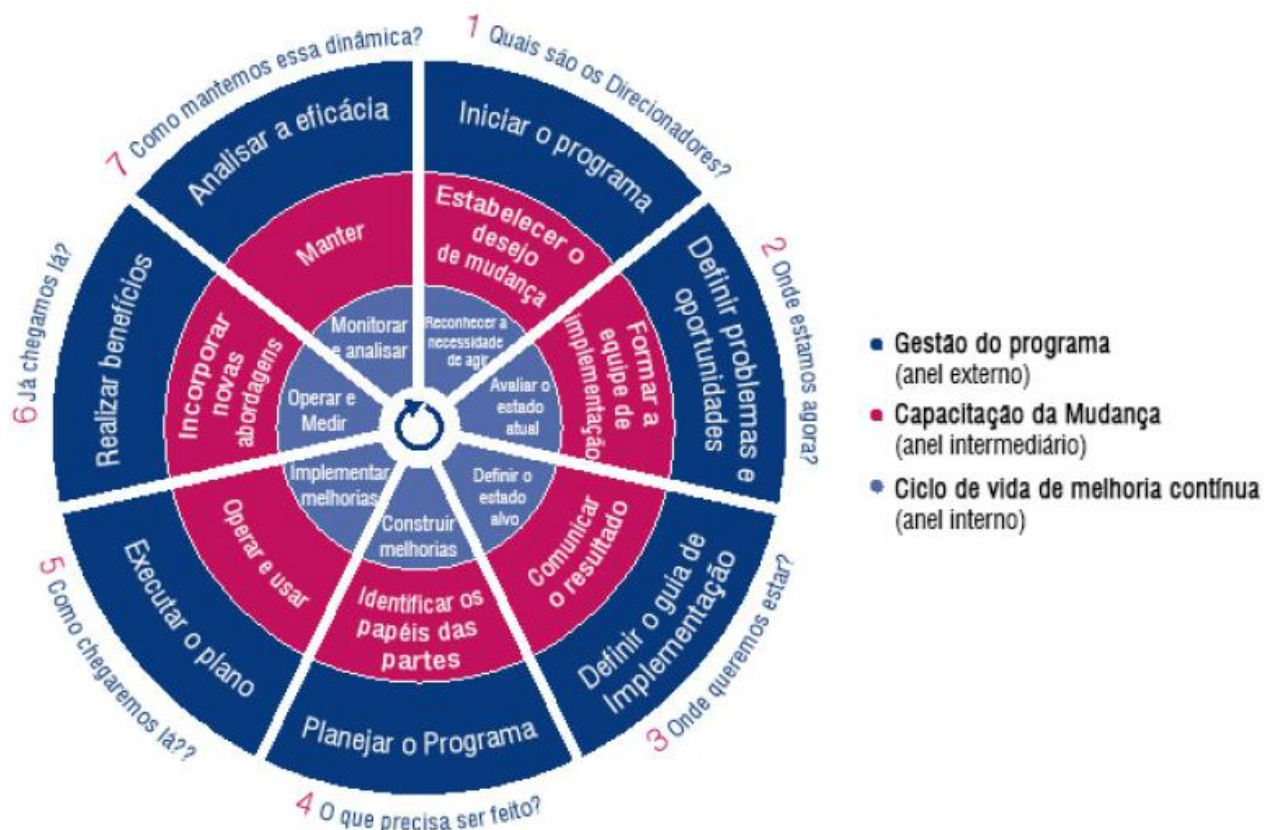 1 Quais são os Direcionadores?
Iniciar o programa
Estabelecer o
desejo
de mudança
Reconhecer a
necessidade
de agir
2 Onde estamos agora?
Definir problemas e
oportunidades
Formar a
equipe de
implementação
Avaliar o
estado
atual
3 Onde queremos estar?
Definir o guia de
Implementação
Comunicar
o resultado
Definir o
estado
alvo
4 O que precisa ser feito?
Planejar o Programa
Identificar os
papéis das
partes
Construir
melhorias
5 Como chegaremos lá??
Executar o plano
Operar e usar
Implementar
melhorias
6 Já chegamos lá?
Realizar benefícios
Incorporar
novas
abordagens
Operar e
Medir
7 Como mantemos essa dinâmica?
Analisar a eficácia
Manter
Monitorar
e analisar
Gestão do programa
(anel externo)
Capacitação da Mudança
(anel intermediário)
Ciclo de vida de melhoria contínua
(anel interno)